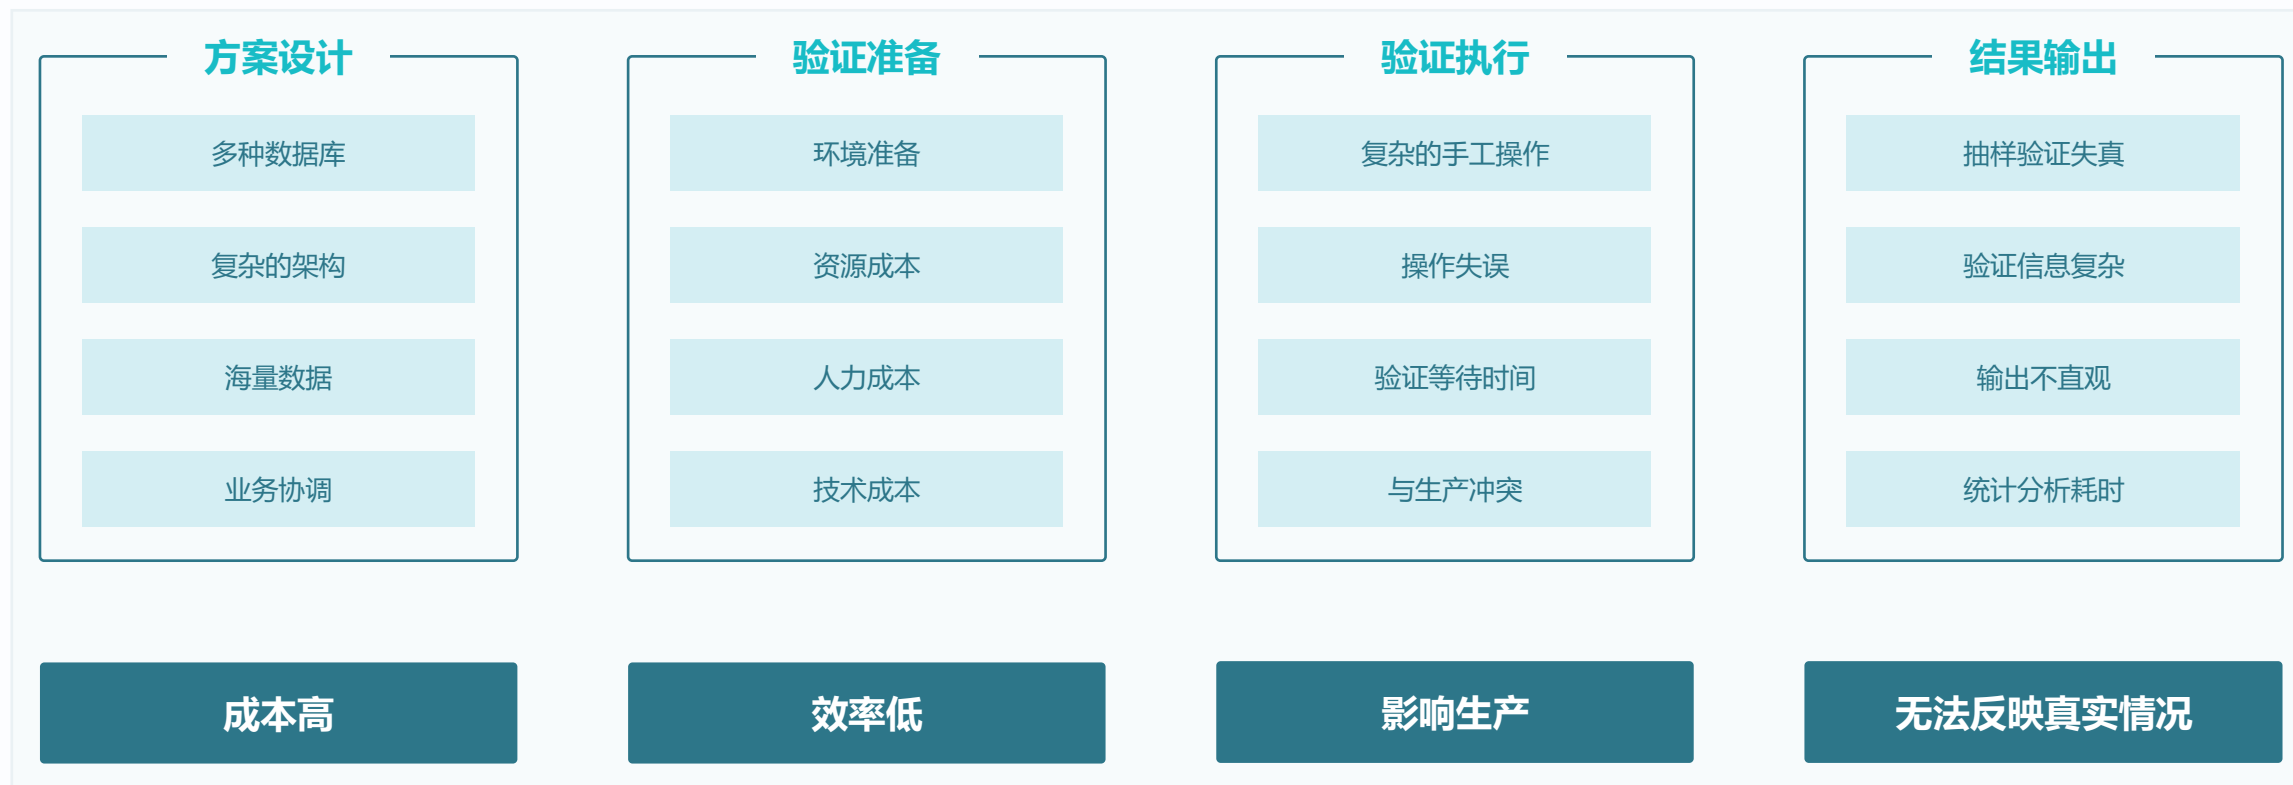 方案设计
多种数据库
复杂的架构
海量数据
业务协调
验证准备
环境准备
资源成本
人力成本
技术成本
验证执行
复杂的手工操作
操作失误
验证等待时间
与生产冲突
结果输出
抽样验证失真
验证信息复杂
输出不直观
统计分析耗时
成本高
效率低
影响生产
无法反映真实情况